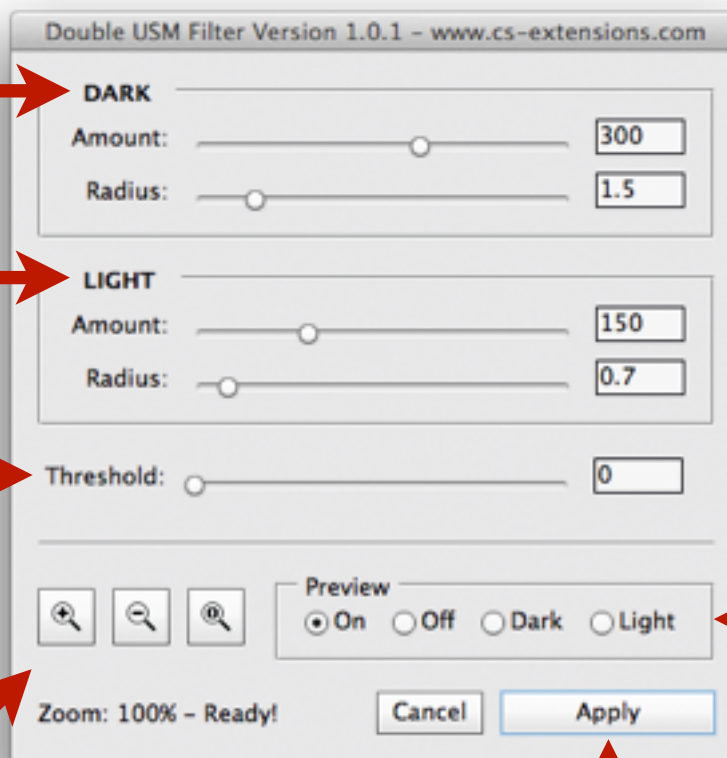 Double USM Filter Version 1.0.1 – www.cs-extensions.com
DARK
Amount: 300
Radius: 1.5
LIGHT
Amount: 150
Radius: 0.7
Threshold: 0
Preview
On Off Dark Light
Zoom: 100% – Ready! Cancel Apply